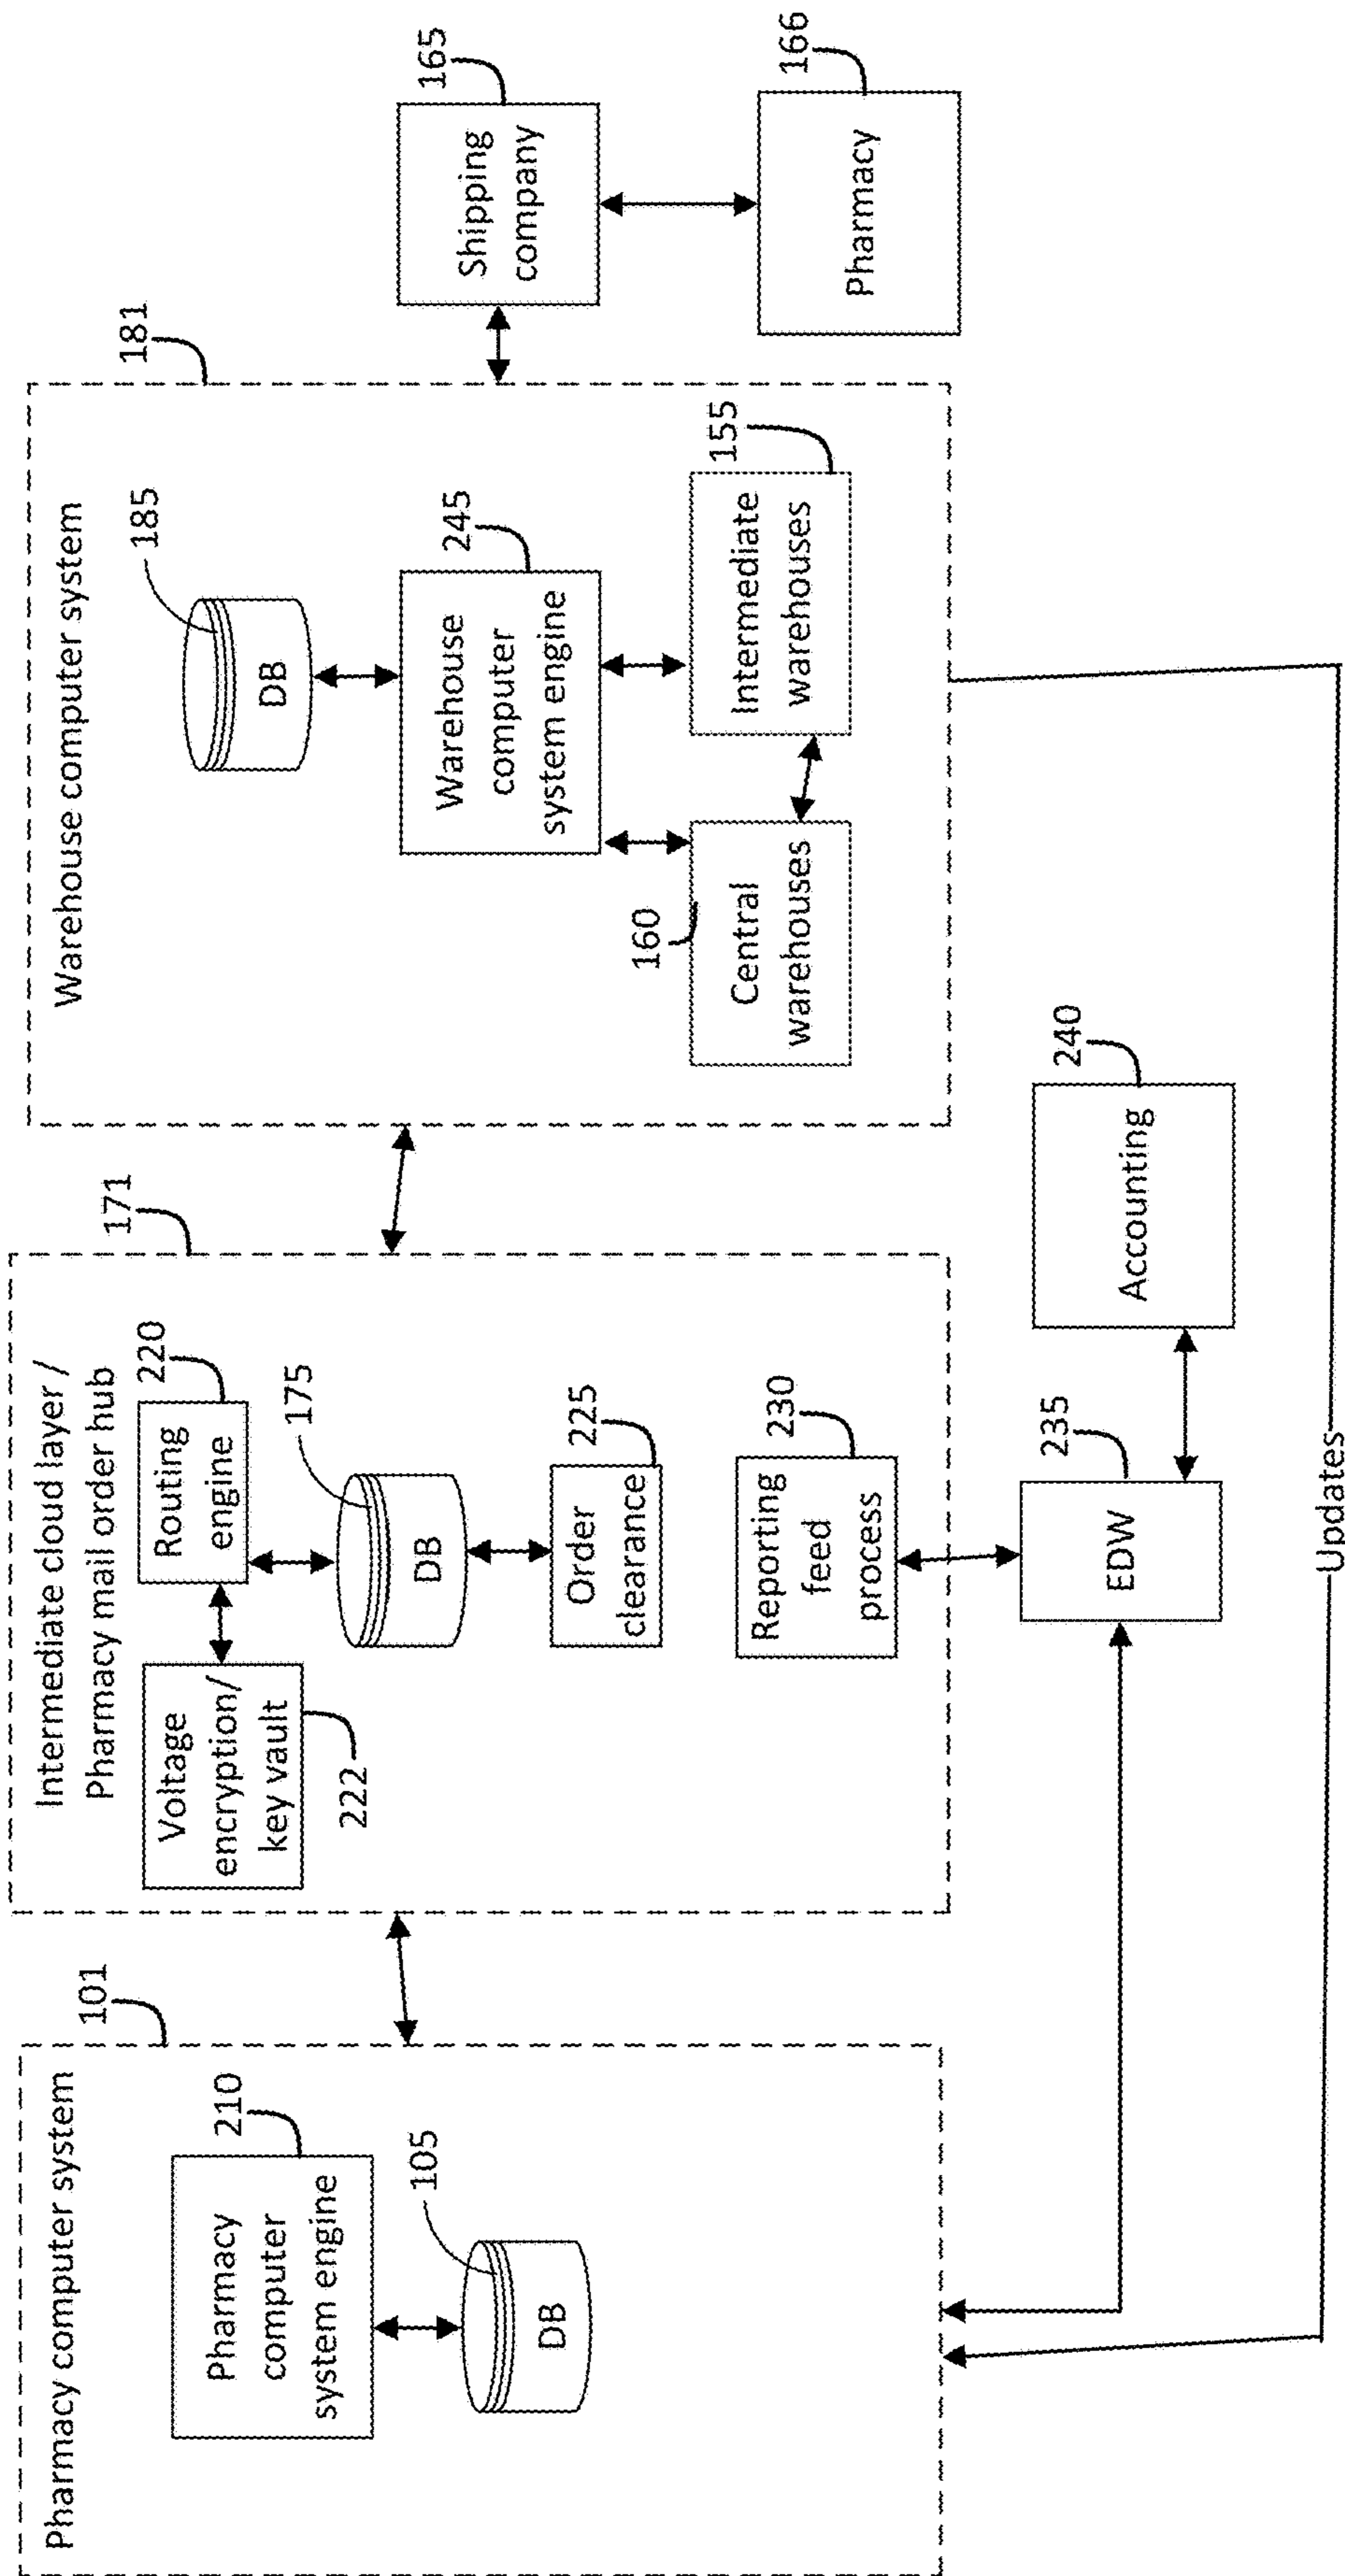 Pharmacy computer system
101
Pharmacy
computer
system engine
210
105
DB
Intermediate cloud layer /
Pharmacy mail order hub
171
Voltage
encryption/
key vault
222
Routing
engine
220
175
DB
Order
clearance
225
Reporting
feed
process
230
EDW
235
Accounting
240
Warehouse computer system
181
185
DB
Warehouse
computer
system engine
245
Central
warehouses
160
Intermediate
warehouses
155
Shipping
company
165
Pharmacy
166
Updates